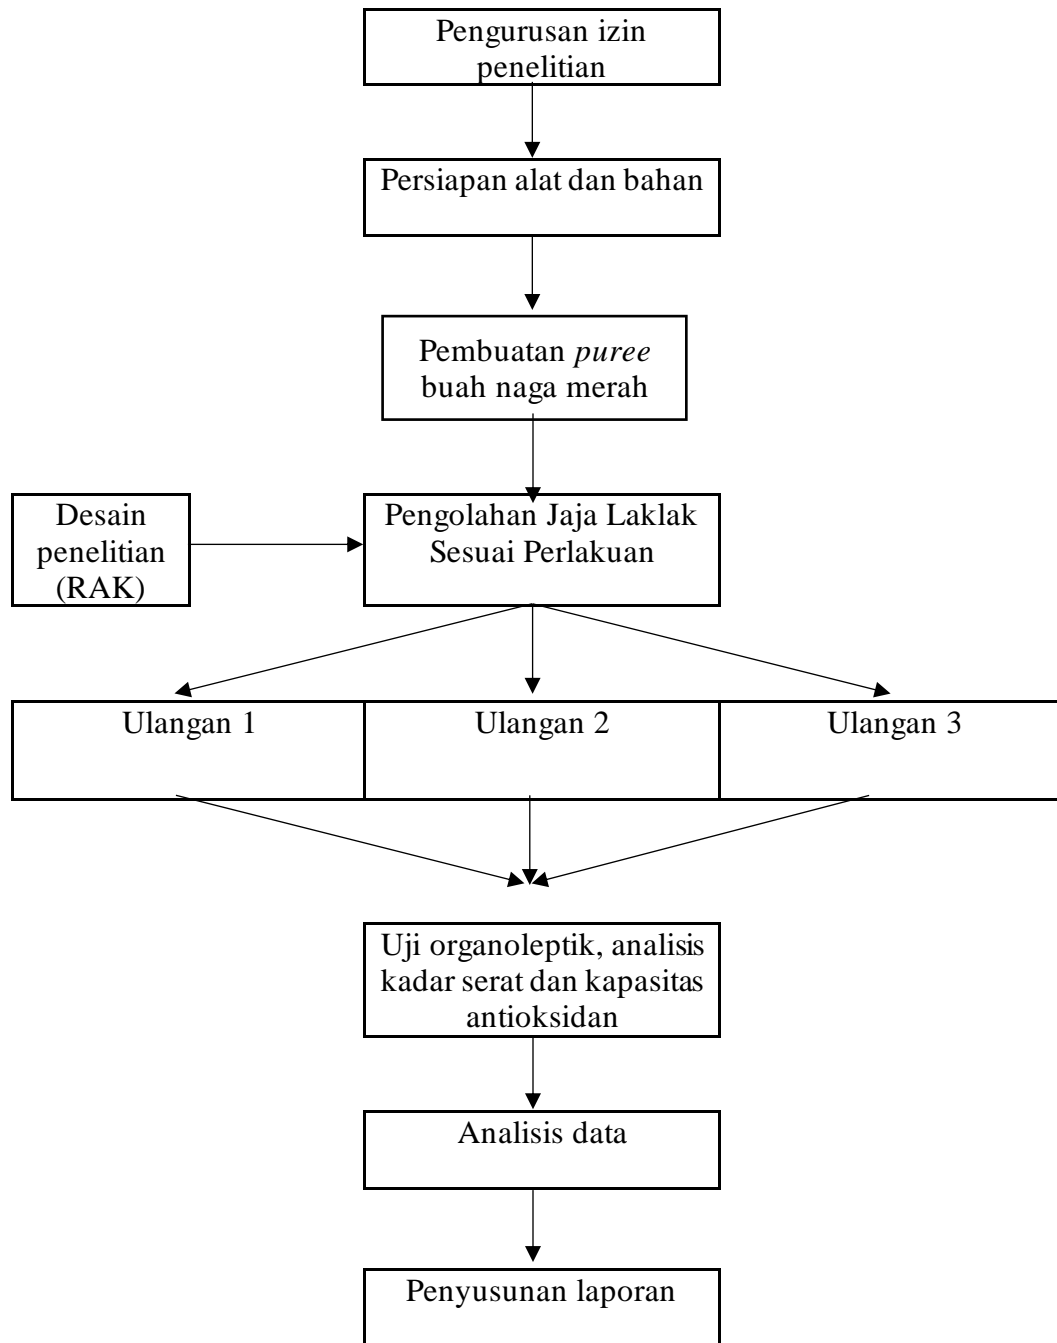 Pengurusan izin
penelitian
Persiapan alat dan bahan
Pembuatan puree
buah naga merah
Desain
penelitian
(RAK)
Pengolahan Jaja Laklak
Sesuai Perlakuan
Ulangan 1
Ulangan 2
Ulangan 3
Uji organoleptik, analisis
kadar serat dan kapasitas
antioksidan
Analisis data
Penyusunan laporan